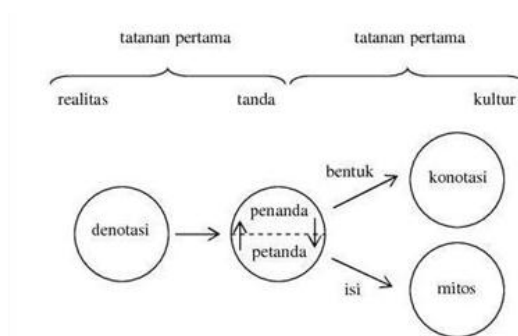 tatanan pertama tatanan pertama
realitas tanda kultur
bentuk
konotasi
denotasi
penanda
petanda
isi
mitos